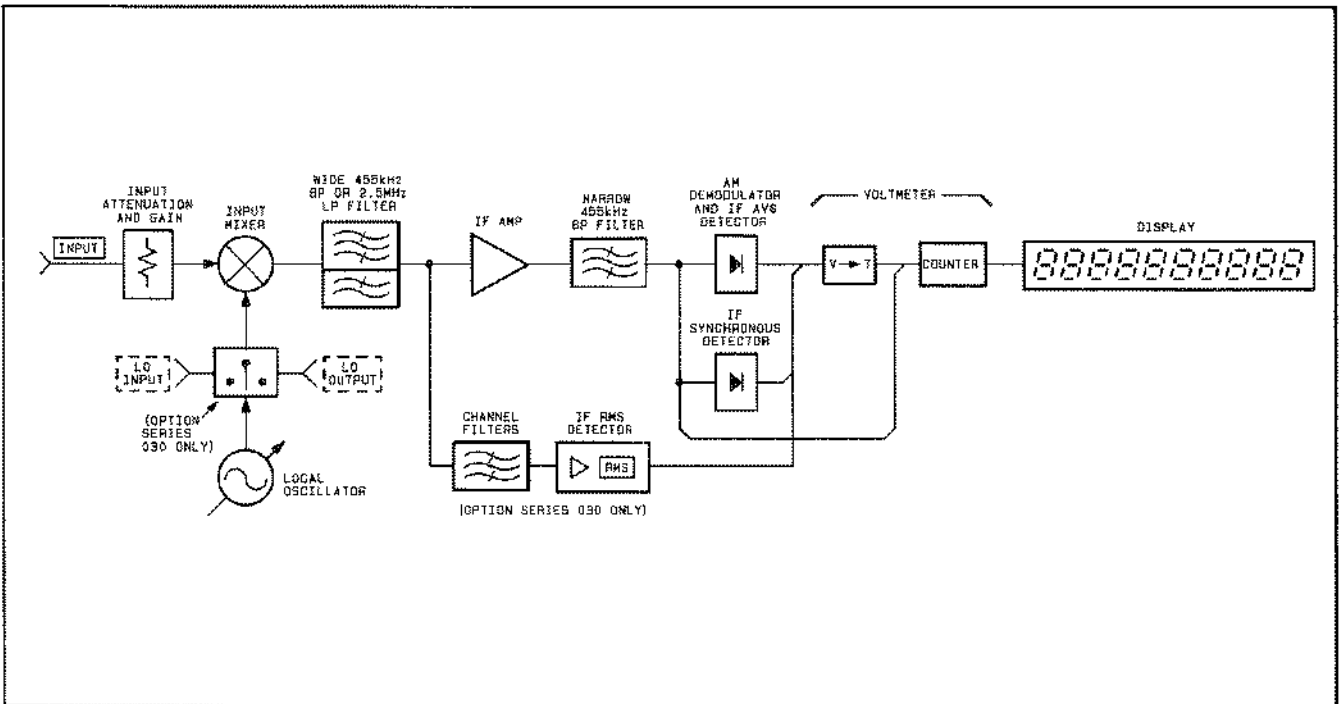 INPUT
ATTENUATION
AND GAIN
INPUT
INPUT
MIXER
WIDE 455kHz
BP OR 2.5MHz
LP FILTER
IF AMP
NARROW
455kHz
BP FILTER
AM
DEMODULATOR
AND IF AVG
DETECTOR
VOLTMETER
V → T
COUNTER
DISPLAY
8888888888
IF
SYNCHRONOUS
DETECTOR
LO
INPUT
LO
OUTPUT
(OPTION
SERIES
030 ONLY)
LOCAL
OSCILLATOR
CHANNEL
FILTERS
IF RMS
DETECTOR
RMS
(OPTION SERIES 030 ONLY)